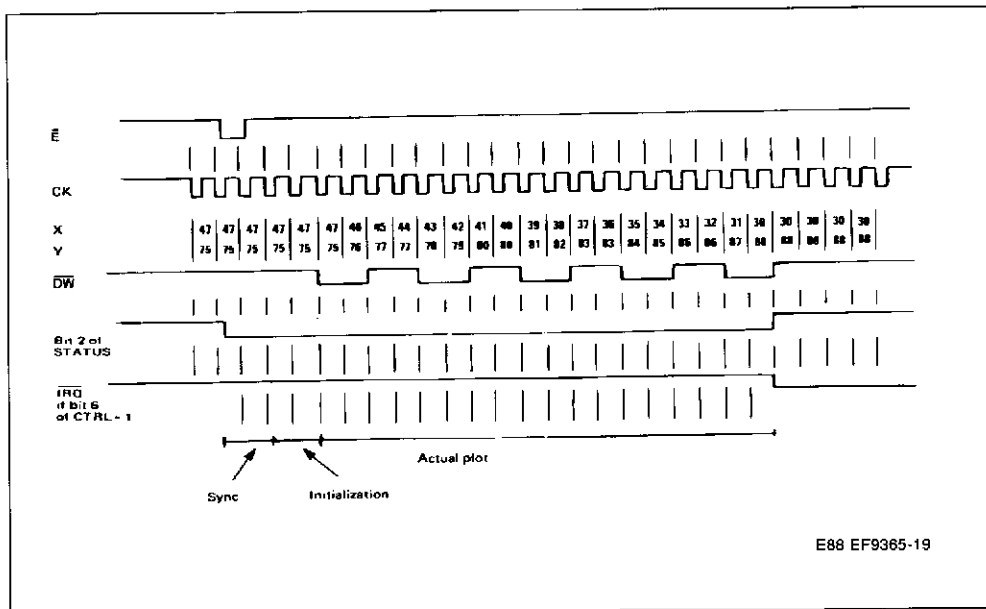 E̅
CK
X 47 47 47 47 47 47 46 45 44 43 42 41 40 39 38 37 36 35 34 33 32 31 30 30 30 30 30
Y 75 75 75 75 75 75 76 77 77 78 79 80 80 81 82 83 83 84 85 86 86 87 88 88 88 88 88
D̅W̅
Bit 2 of
STATUS
I̅R̅Q̅
if bit 6
of CTRL-1
Actual plot
Sync
Initialization
E88 EF9365-19